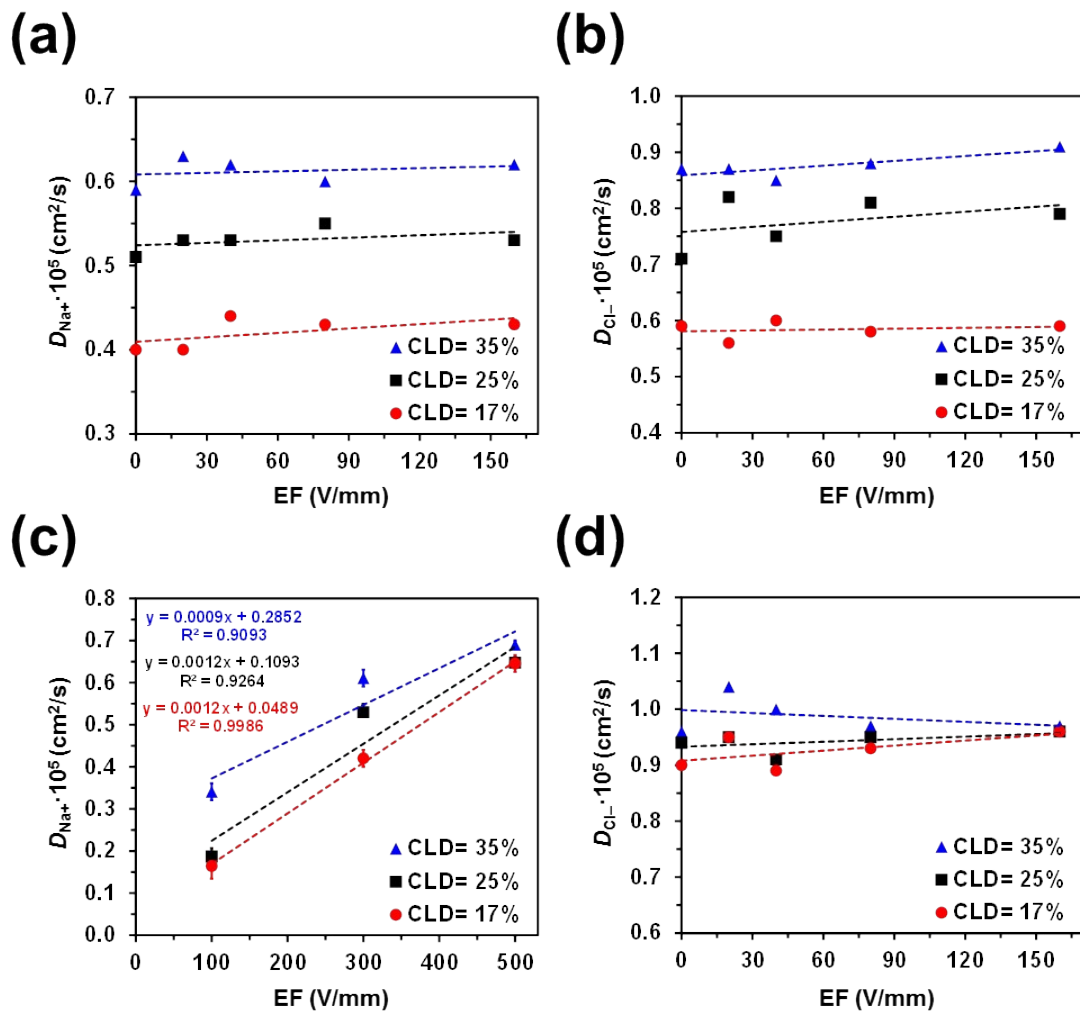 (a)
D_Na+·10⁵ (cm²/s)
0.7
0.6
0.5
0.4
0.3
CLD= 35%
CLD= 25%
CLD= 17%
0 30 60 90 120 150
EF (V/mm)
(b)
D_Cl–·10⁵ (cm²/s)
1.0
0.9
0.8
0.7
0.6
0.5
0.4
CLD= 35%
CLD= 25%
CLD= 17%
0 30 60 90 120 150
EF (V/mm)
(c)
D_Na+·10⁵ (cm²/s)
0.8
0.7
0.6
0.5
0.4
0.3
0.2
0.1
0.0
y = 0.0009x + 0.2852
R² = 0.9093
y = 0.0012x + 0.1093
R² = 0.9264
y = 0.0012x + 0.0489
R² = 0.9986
CLD= 35%
CLD= 25%
CLD= 17%
0 100 200 300 400 500
EF (V/mm)
(d)
D_Cl–·10⁵ (cm²/s)
1.2
1.1
1.0
0.9
0.8
0.7
0.6
CLD= 35%
CLD= 25%
CLD= 17%
0 30 60 90 120 150
EF (V/mm)